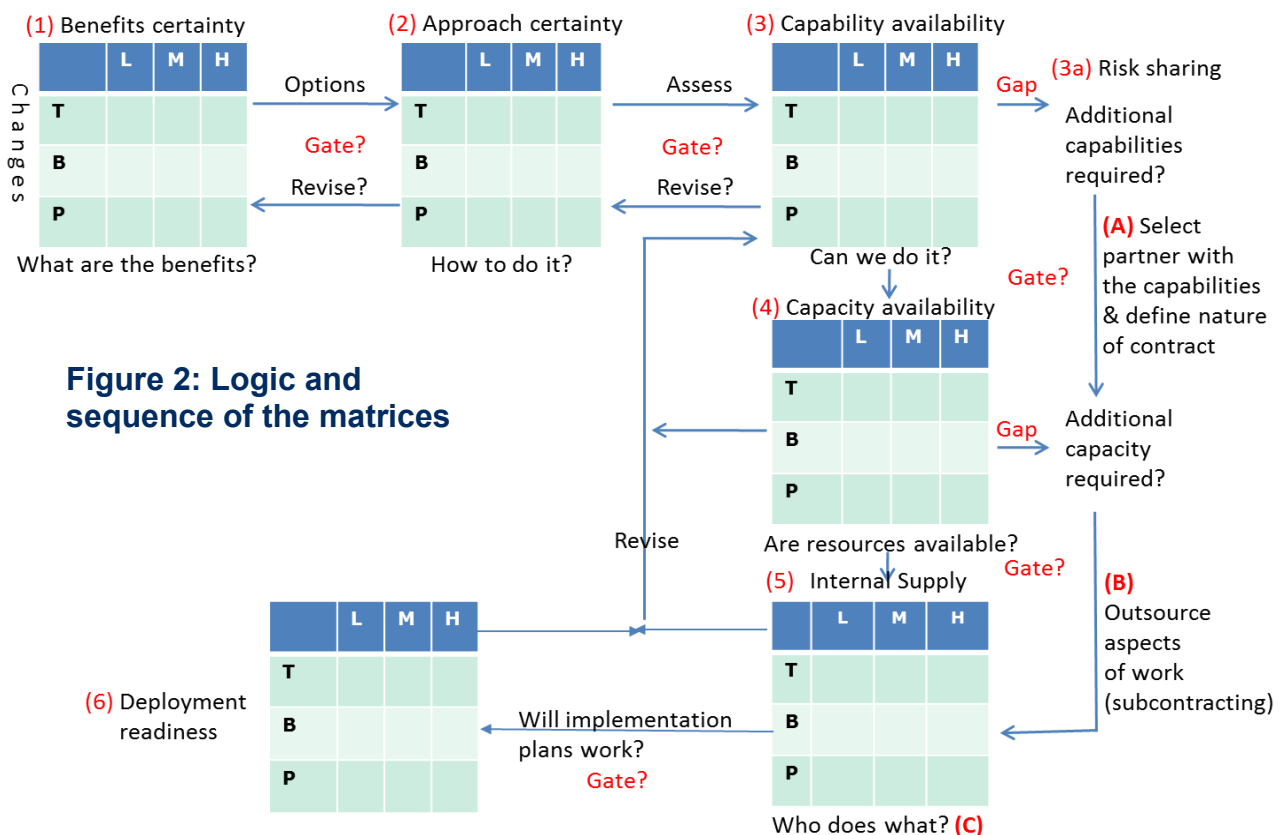 (1) Benefits certainty
Changes
L M H
T
B
P
What are the benefits?
Options
Gate?
Revise?
(2) Approach certainty
L M H
T
B
P
How to do it?
Assess
Gate?
Revise?
(3) Capability availability
L M H
T
B
P
Can we do it?
Gap
(3a) Risk sharing
Additional
capabilities
required?
(A) Select
partner with
the capabilities
& define nature
of contract
Gate?
(4) Capacity availability
L M H
T
B
P
Are resources available?
Gap
Additional
capacity
required?
Figure 2: Logic and
sequence of the matrices
Revise
Gate?
(B)
Outsource
aspects
of work
(subcontracting)
(5) Internal Supply
L M H
T
B
P
Who does what? (C)
Will implementation
plans work?
Gate?
(6) Deployment
readiness
L M H
T
B
P